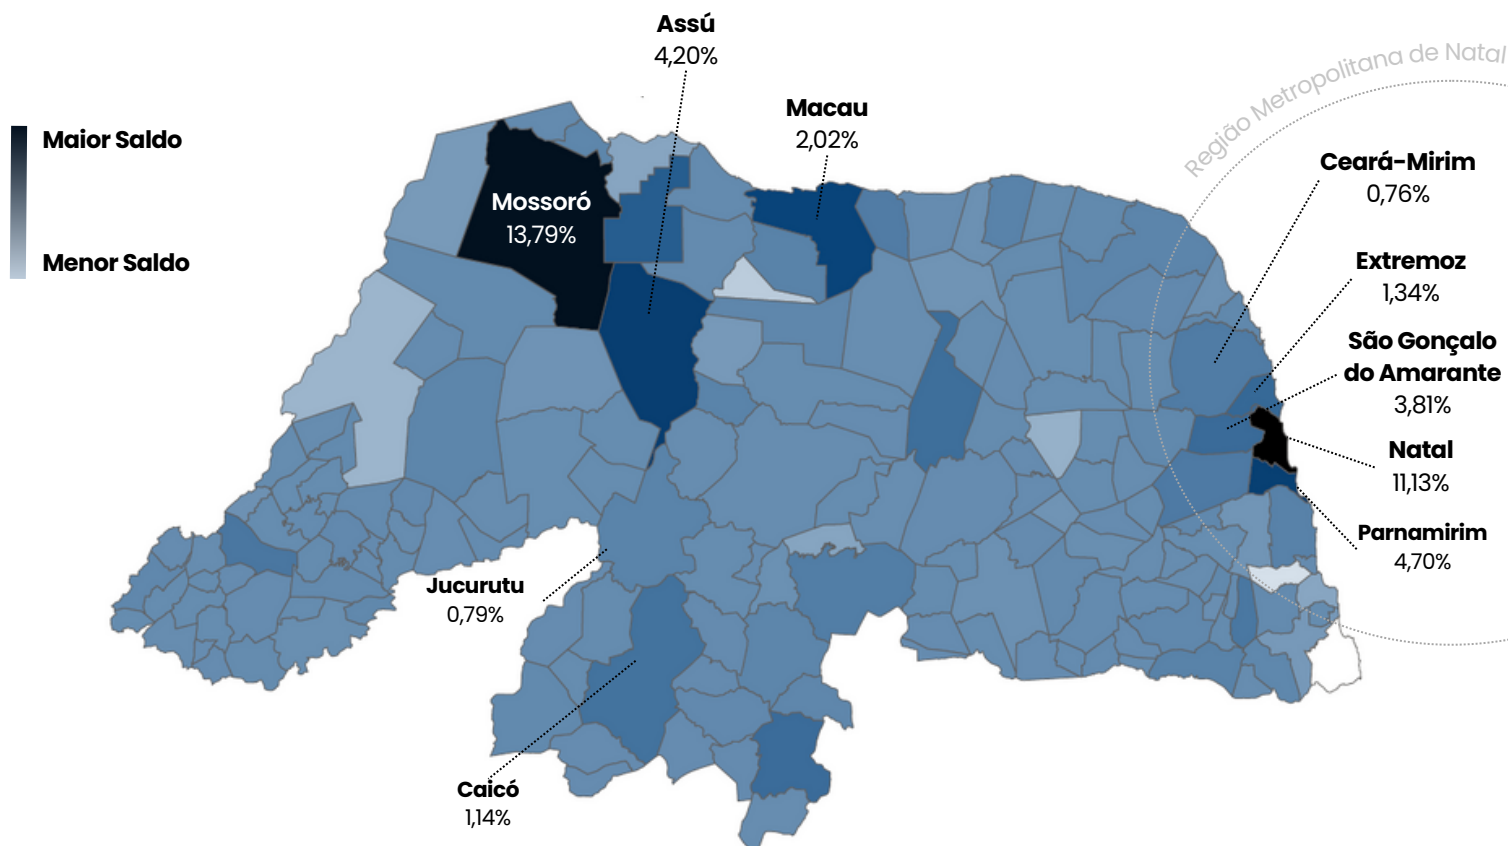 Assú
4,20%
Macau
2,02%
Região Metropolitana de Natal
Maior Saldo
Menor Saldo
Mossoró
13,79%
Ceará-Mirim
0,76%
Extremoz
1,34%
São Gonçalo
do Amarante
3,81%
Natal
11,13%
Parnamirim
4,70%
Jucurutu
0,79%
Caicó
1,14%